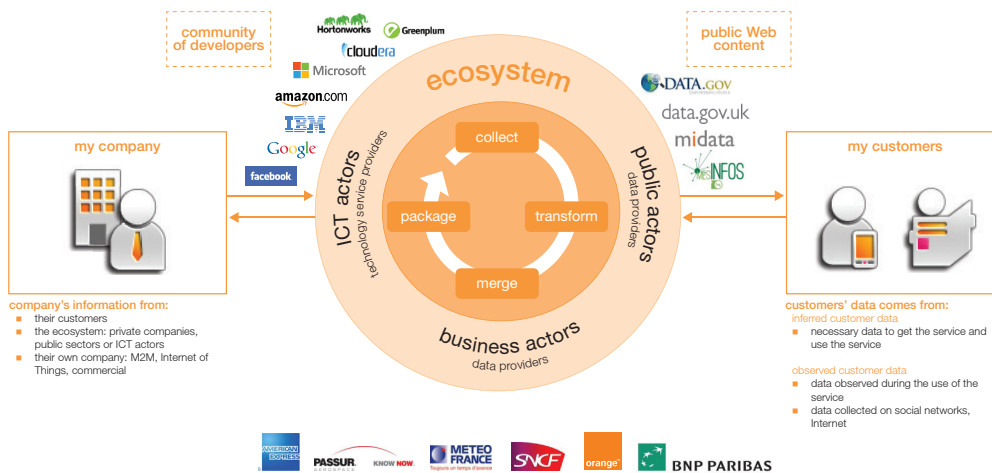 community
of developers
Hortonworks
Greenplum
cloudera
Microsoft
amazon.com
IBM
Google
facebook
public Web
content
DATA.GOV
data.gov.uk
midata
INFOS
ecosystem
collect
transform
merge
package
ICT actors
technology service providers
public actors
data providers
business actors
data providers
my company
company's information from:
their customers
the ecosystem: private companies,
public sectors or ICT actors
their own company: M2M, Internet of
Things, commercial
my customers
customers' data comes from:
inferred customer data
necessary data to get the service and
use the service
observed customer data
data observed during the use of the
service
data collected on social networks,
Internet
AMERICAN
EXPRESS
PASSUR
AEROSPACE
KNOW NOW.
METEO
FRANCE
Toujours un temps d'avance
SNCF
orange
BNP PARIBAS